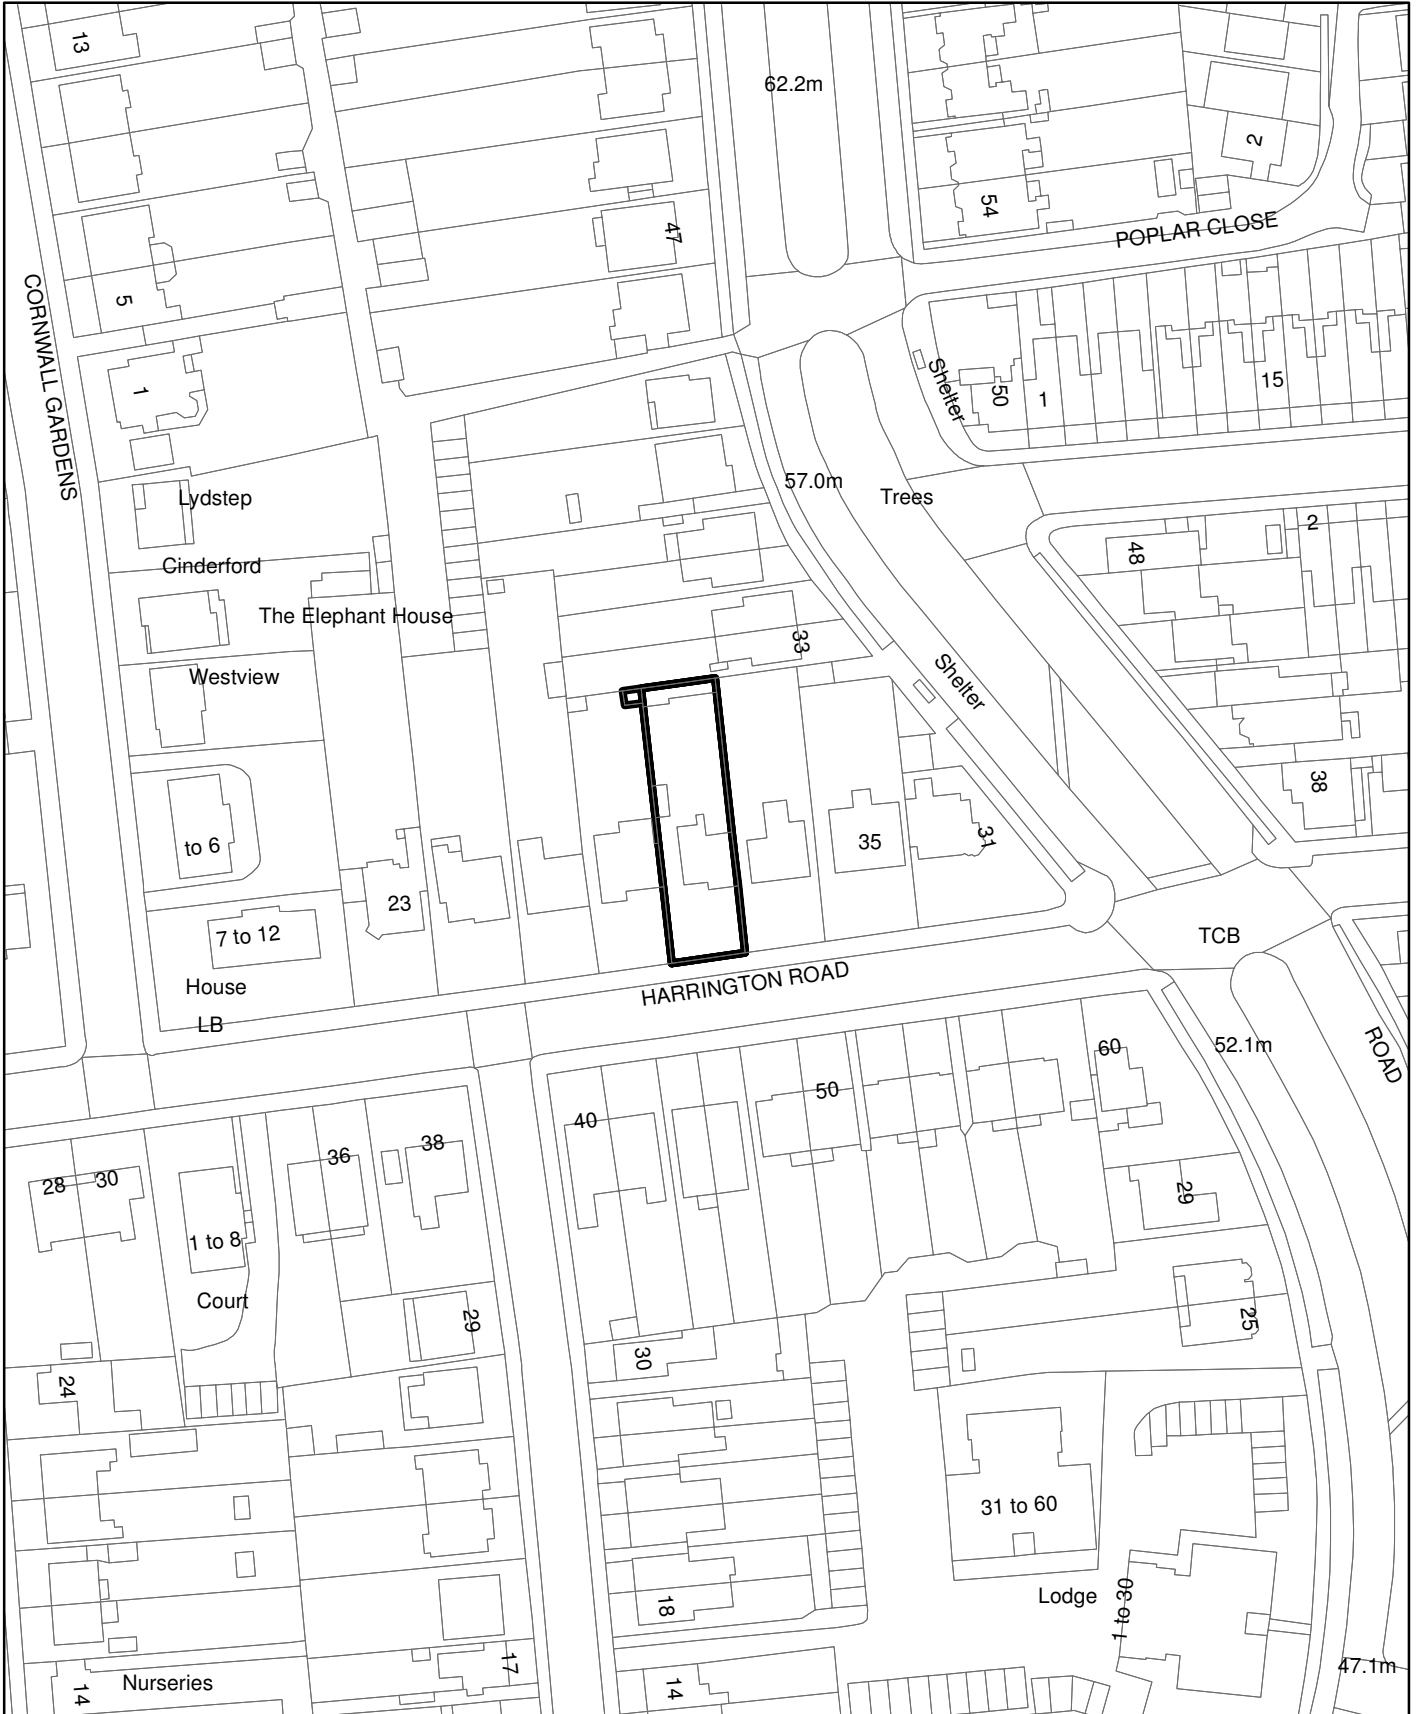 13
62.2m
2
54
47
POPLAR CLOSE
5
CORNWALL GARDENS
1
Shelter
50
1
15
57.0m
Trees
Lydstep
2
48
Cinderford
The Elephant House
33
Westview
Shelter
38
to 6
35
31
23
7 to 12
TCB
HARRINGTON ROAD
House
LB
52.1m
ROAD
60
50
40
38
36
30
28
29
1 to 8
Court
29
25
30
24
31 to 60
Lodge
1 to 30
18
17
47.1m
Nurseries
14
14